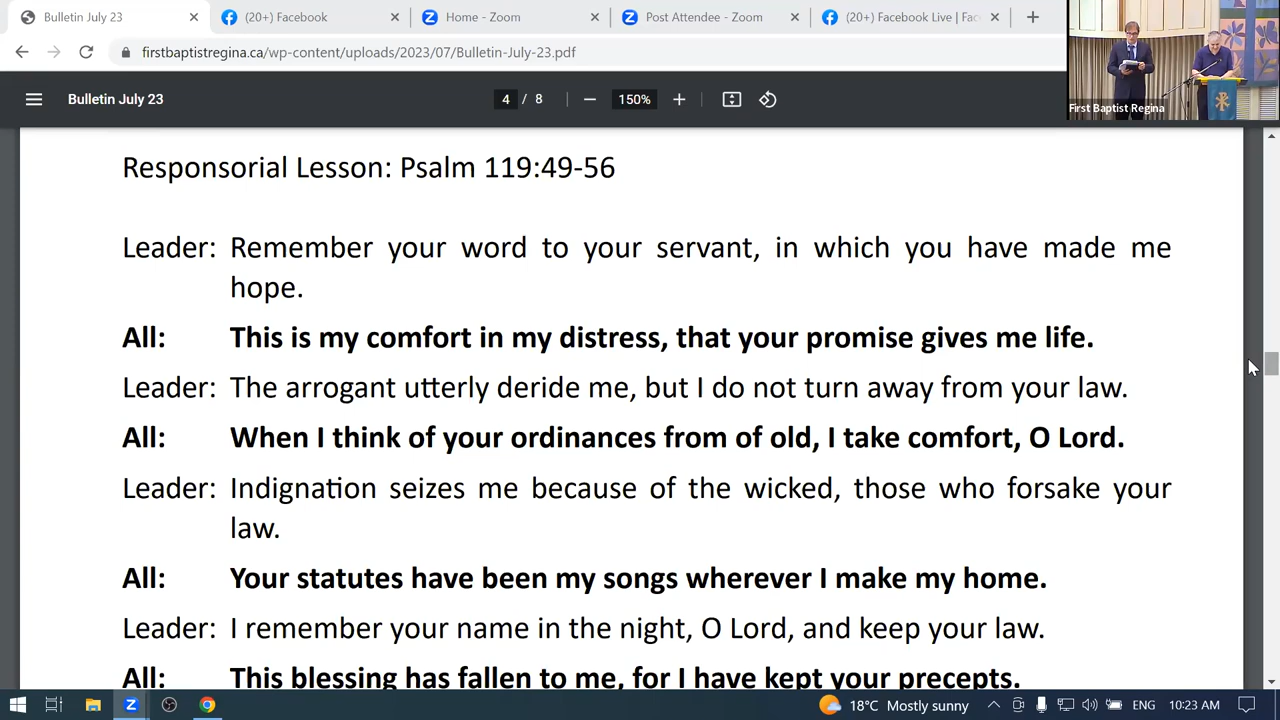 Bulletin July 23
(20+) Facebook
Home - Zoom
Post Attendee - Zoom
(20+) Facebook Live | Fac
firstbaptistregina.ca/wp-content/uploads/2023/07/Bulletin-July-23.pdf
First Baptist Regina
Bulletin July 23
4 / 8
150%
Responsorial Lesson: Psalm 119:49-56
Leader: Remember your word to your servant, in which you have made me
hope.
All: This is my comfort in my distress, that your promise gives me life.
Leader: The arrogant utterly deride me, but I do not turn away from your law.
All: When I think of your ordinances from of old, I take comfort, O Lord.
Leader: Indignation seizes me because of the wicked, those who forsake your
law.
All: Your statutes have been my songs wherever I make my home.
Leader: I remember your name in the night, O Lord, and keep your law.
All: This blessing has fallen to me, for I have kept your precepts.
18°C Mostly sunny
ENG
10:23 AM